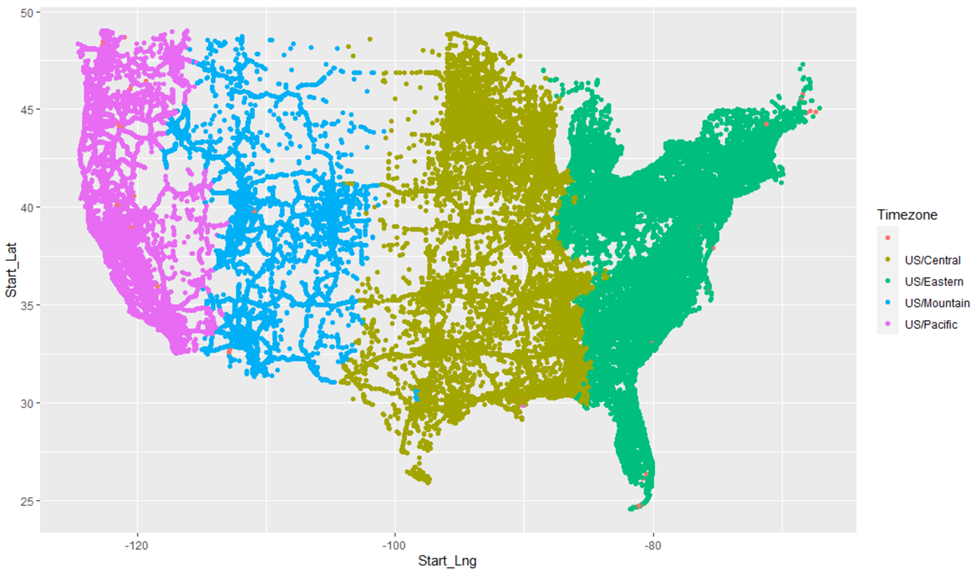 50
45
40
35
30
25
Start_Lat
-120
-100
-80
Start_Lng
Timezone
US/Central
US/Eastern
US/Mountain
US/Pacific